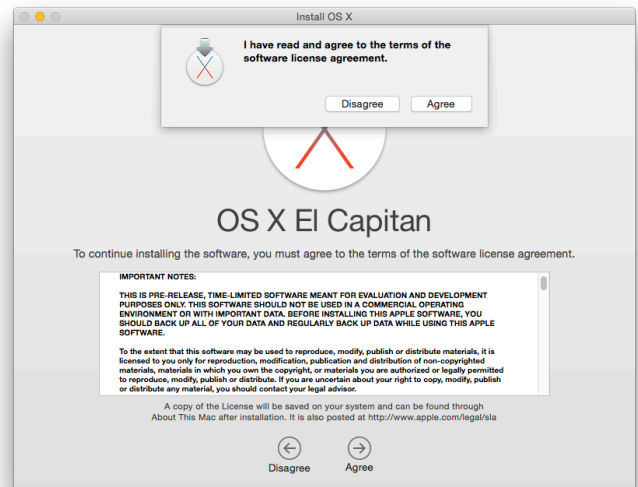 Install OS X
I have read and agree to the terms of the
software license agreement.
Disagree
Agree
OS X El Capitan
To continue installing the software, you must agree to the terms of the software license agreement.
IMPORTANT NOTES:
THIS IS PRE-RELEASE, TIME-LIMITED SOFTWARE MEANT FOR EVALUATION AND DEVELOPMENT
PURPOSES ONLY. THIS SOFTWARE SHOULD NOT BE USED IN A COMMERCIAL OPERATING
ENVIRONMENT OR WITH IMPORTANT DATA. BEFORE INSTALLING THIS APPLE SOFTWARE, YOU
SHOULD BACK UP ALL OF YOUR DATA AND REGULARLY BACK UP DATA WHILE USING THIS APPLE
SOFTWARE.
To the extent that this software may be used to reproduce, modify, publish or distribute materials, it is
licensed to you only for reproduction, modification, publication and distribution of non-copyrighted
materials, materials in which you own the copyright, or materials you are authorized or legally permitted
to reproduce, modify, publish or distribute. If you are uncertain about your right to copy, modify, publish
or distribute any material, you should contact your legal advisor.
A copy of the License will be saved on your system and can be found through
About This Mac after installation. It is also posted at http://www.apple.com/legal/sla
Disagree
Agree